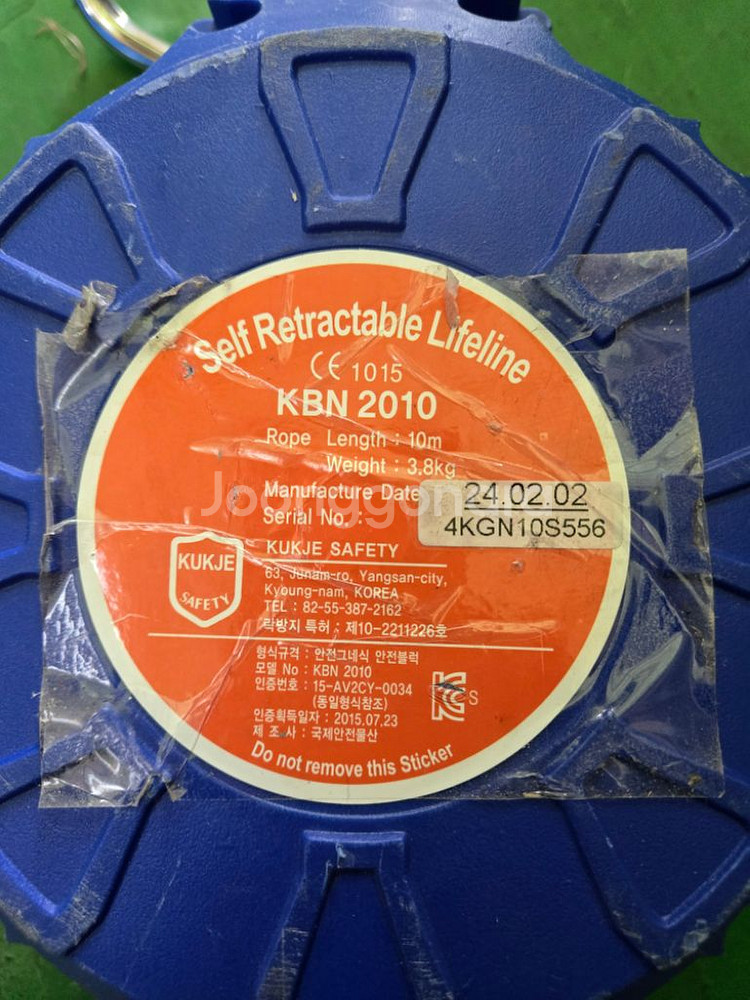 Self Retractable Lifeline
CE 1015
KBN 2010
Rope Length : 10m
Weight : 3.8kg
Manufacture Date
24.02.02
Serial No. :
4KGN10S556
KUKJE SAFETY
KUKJE SAFETY
63, Junam-ro, Yangsan-city,
Kyoung-nam, KOREA
TEL : 82-55-387-2162
락방지 특허 : 제10-2211226호
형식규격 : 안전그네식 안전블럭
모델 No : KBN 2010
인증번호 : 15-AV2CY-0034
(동일형식참조)
인증획득일자 : 2015.07.23
제 조 사 : 국제안전물산
S
Do not remove this Sticker